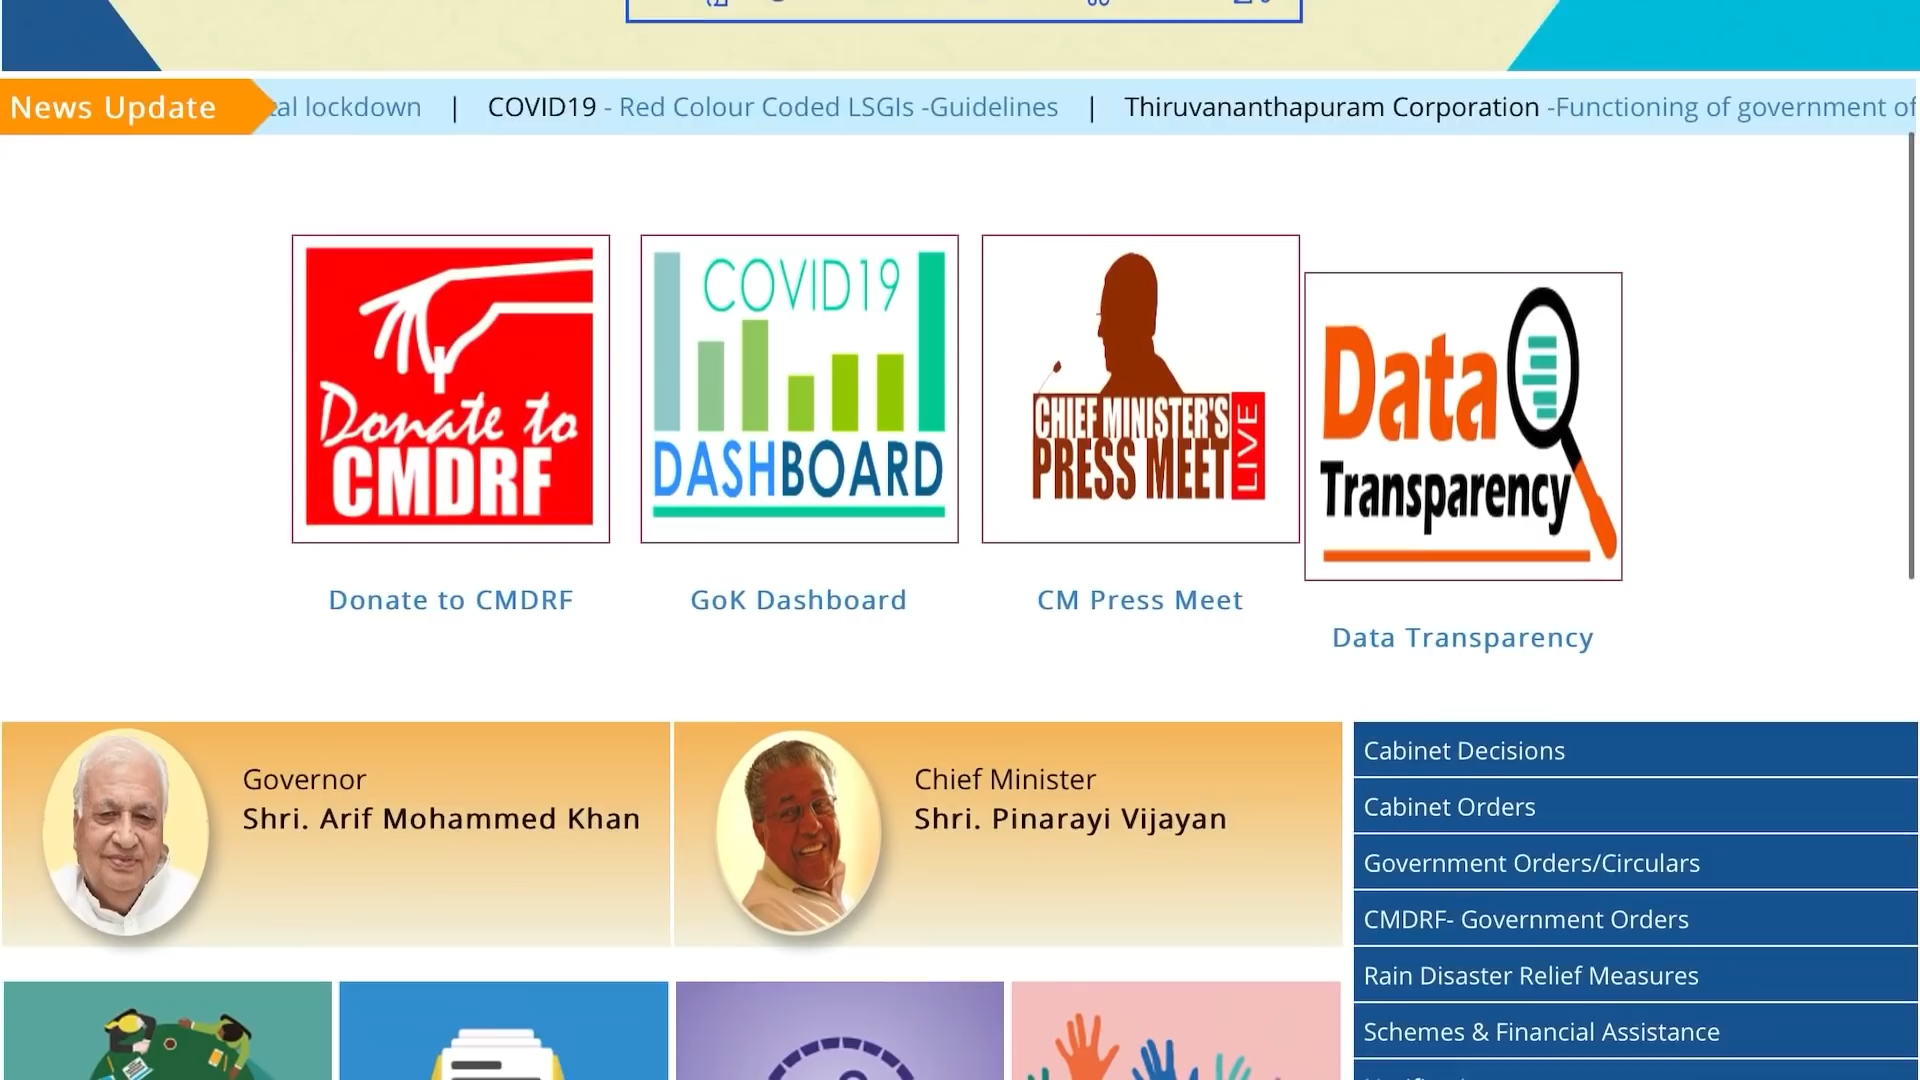 News Update
lockdown | COVID19 - Red Colour Coded LSGIs -Guidelines | Thiruvananthapuram Corporation -Functioning of government
Donate to
CMDRF
COVID19
DASHBOARD
CHIEF MINISTER'S
PRESS MEET
LIVE
Data
Transparency
Donate to CMDRF
GoK Dashboard
CM Press Meet
Data Transparency
Governor
Shri. Arif Mohammed Khan
Chief Minister
Shri. Pinarayi Vijayan
Cabinet Decisions
Cabinet Orders
Government Orders/Circulars
CMDRF- Government Orders
Rain Disaster Relief Measures
Schemes & Financial Assistance